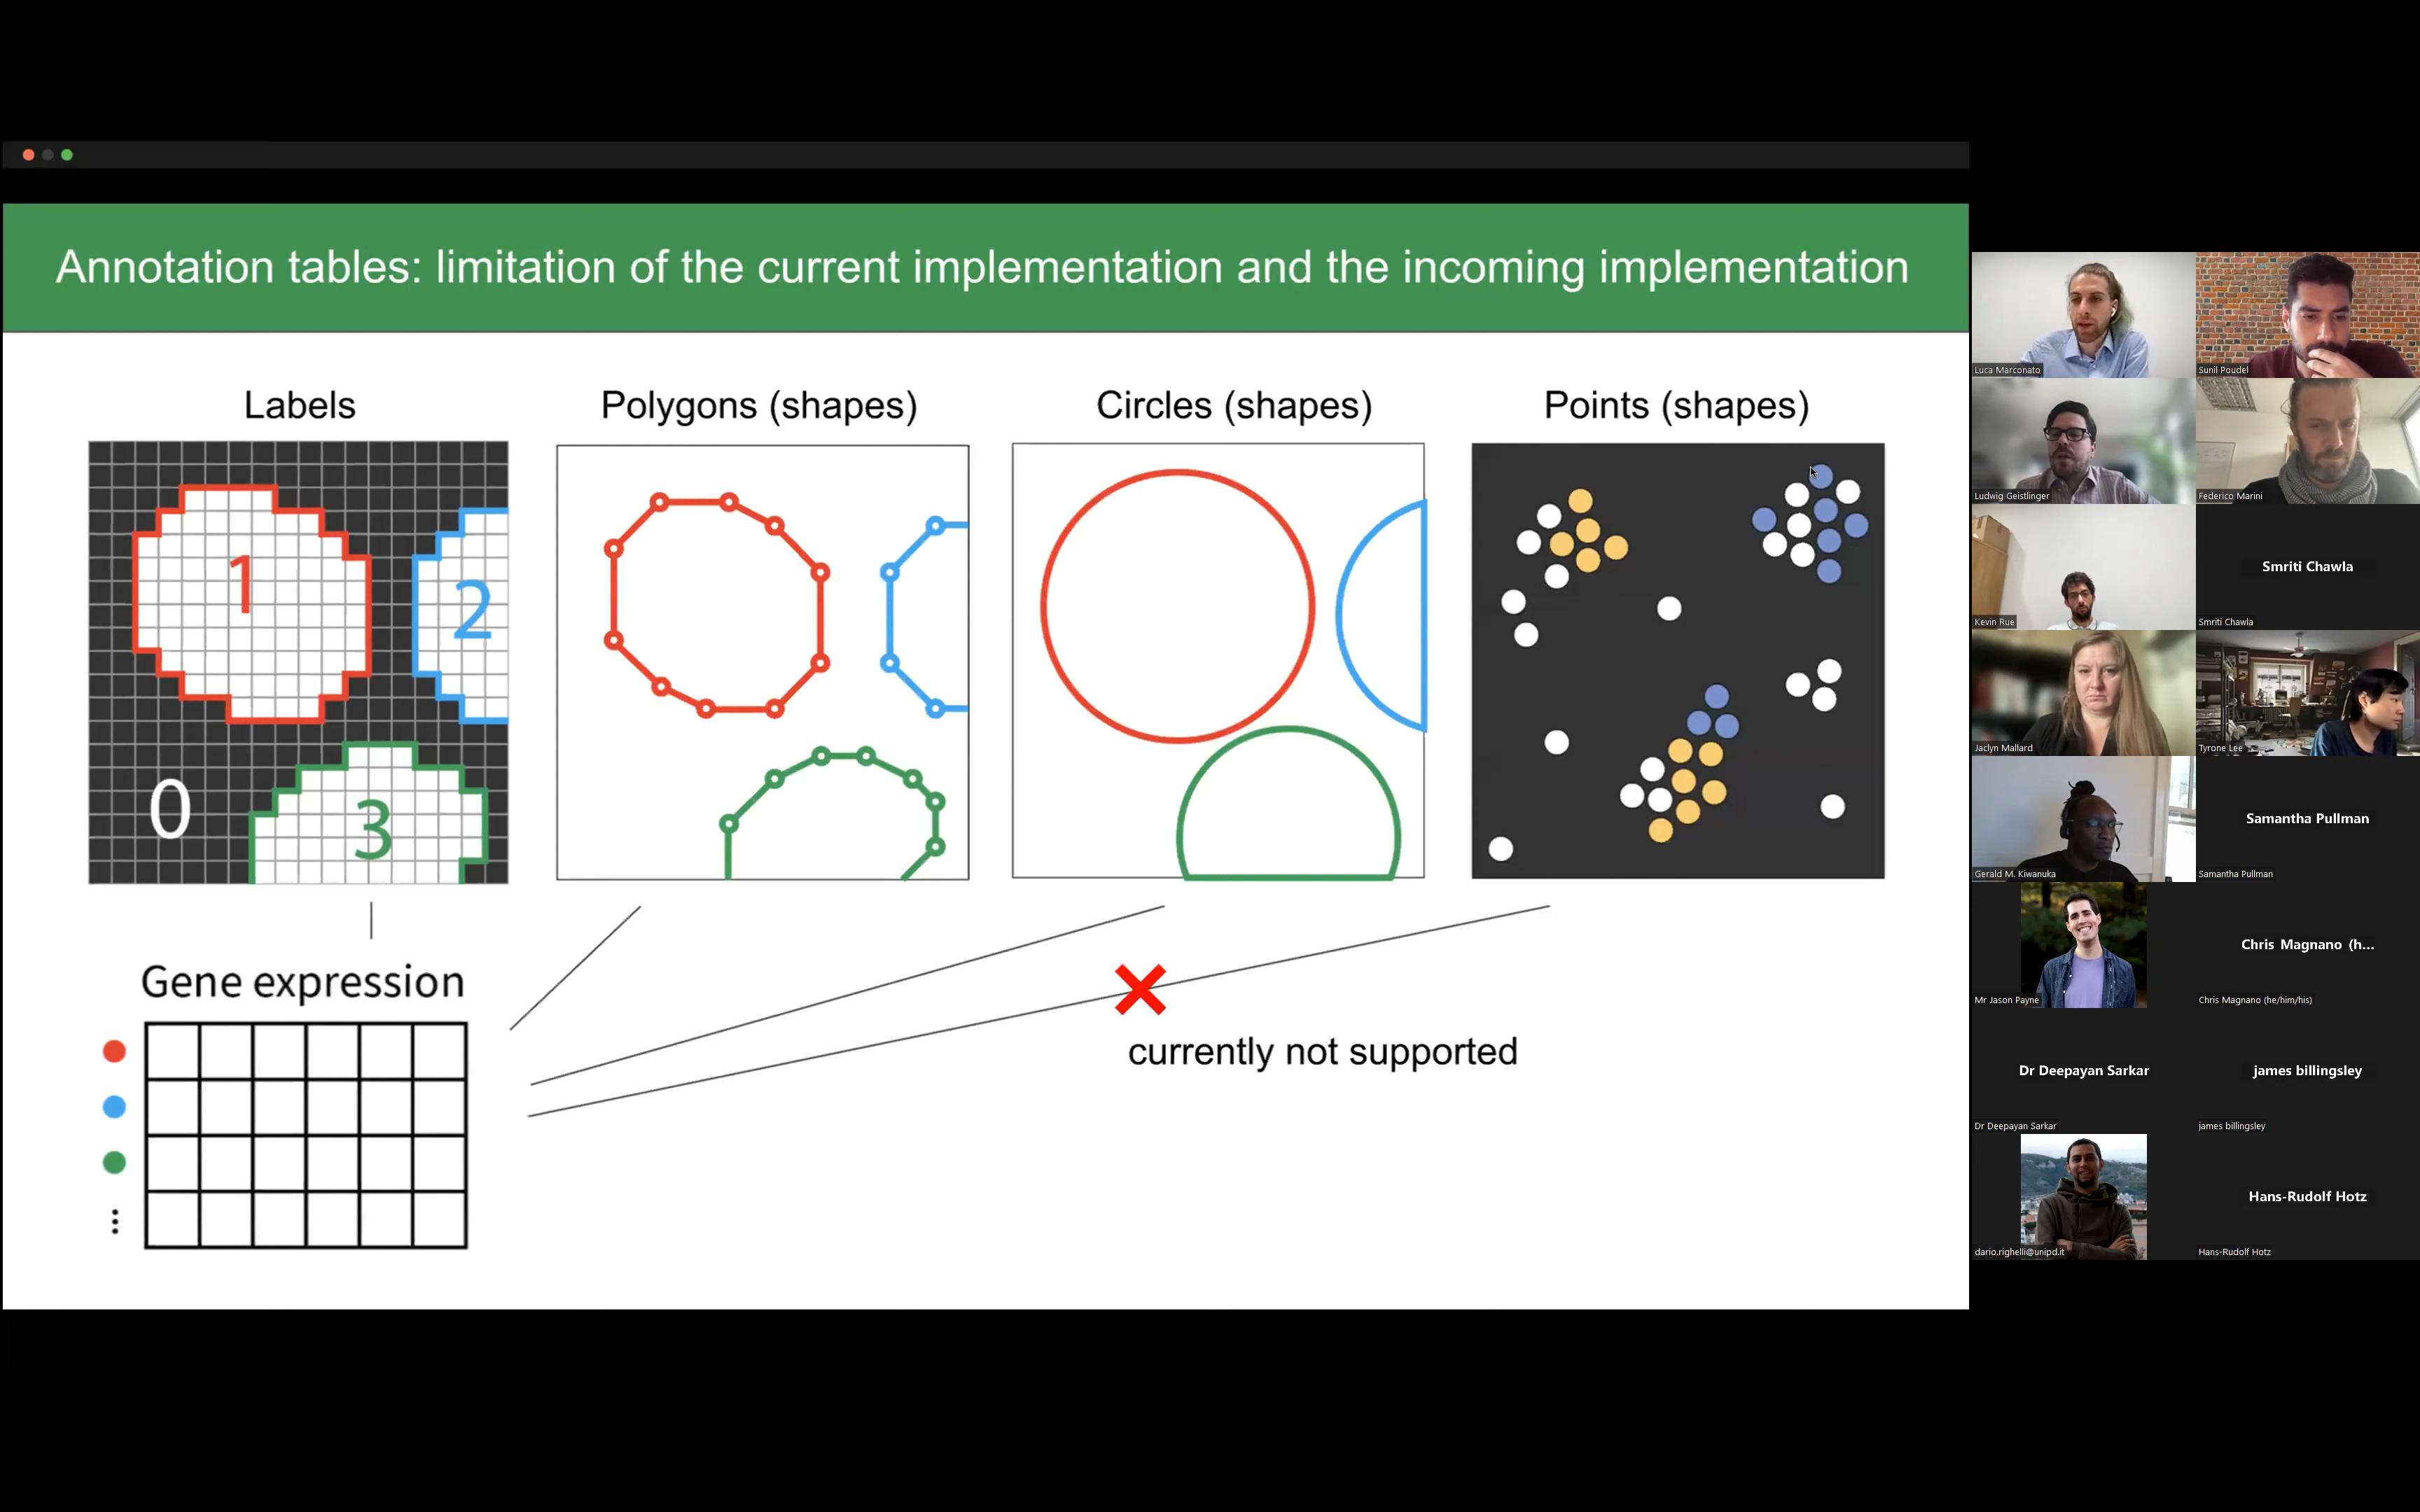 Annotation tables: limitation of the current implementation and the incoming implementation
Labels
Polygons (shapes)
Circles (shapes)
Points (shapes)
1
2
0
3
Gene expression
currently not supported
Luca Marconato
Sunil Poudel
Ludwig Geistlinger
Federico Marini
Kevin Rue
Smriti Chawla
Smriti Chawla
Jaclyn Mallard
Tyrone Lee
Gerald M. Kiwanuka
Samantha Pullman
Samantha Pullman
Mr Jason Payne
Chris Magnano (h...
Chris Magnano (he/him/his)
Dr Deepayan Sarkar
Dr Deepayan Sarkar
james billingsley
james billingsley
dario.righelli@unipd.it
Hans-Rudolf Hotz
Hans-Rudolf Hotz